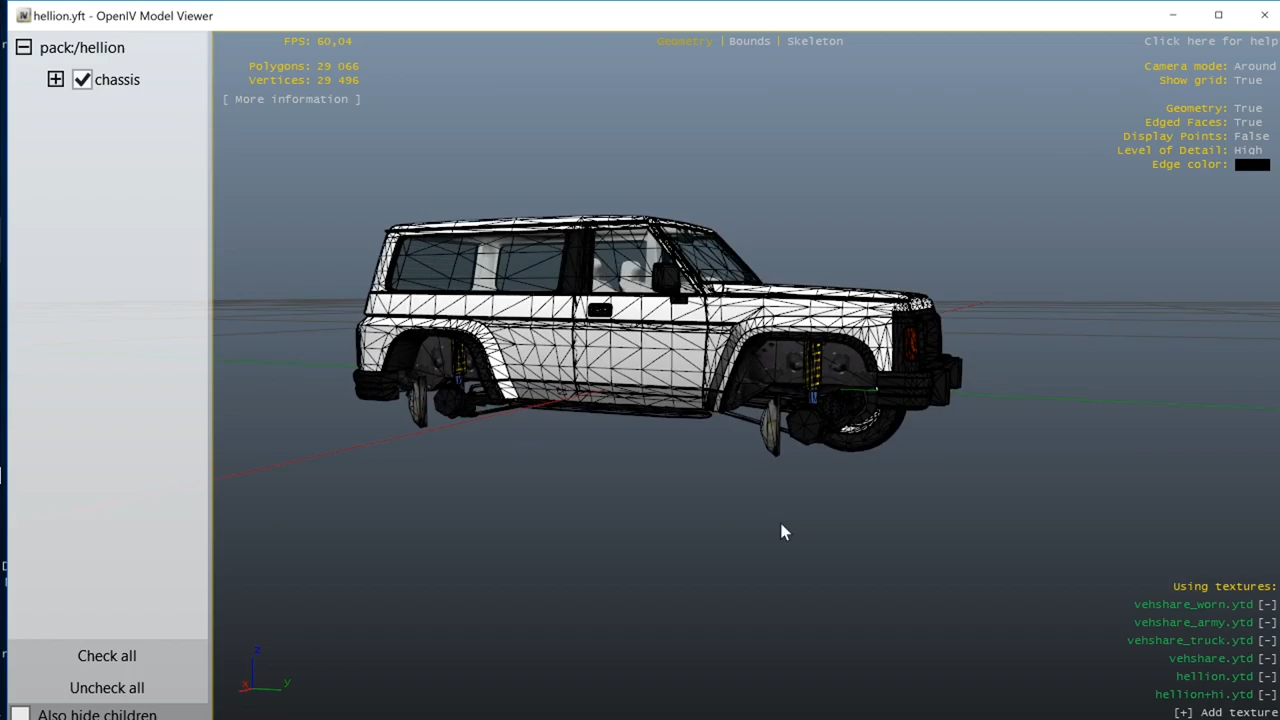 hellion.yft - OpenIV Model Viewer
pack:/hellion
chassis
FPS: 60,04
Polygons: 29 066
Vertices: 29 496
[ More information ]
Geometry | Bounds | Skeleton
Click here for help
Camera mode: Around
Show grid: True
Geometry: True
Edged Faces: True
Display Points: False
Level of Detail: High
Edge color:
z
x
y
Using textures:
vehshare_worn.ytd [-]
vehshare_army.ytd [-]
vehshare_truck.ytd [-]
vehshare.ytd [-]
hellion.ytd [-]
hellion+hi.ytd [-]
[+] Add texture
Check all
Uncheck all
Also hide children